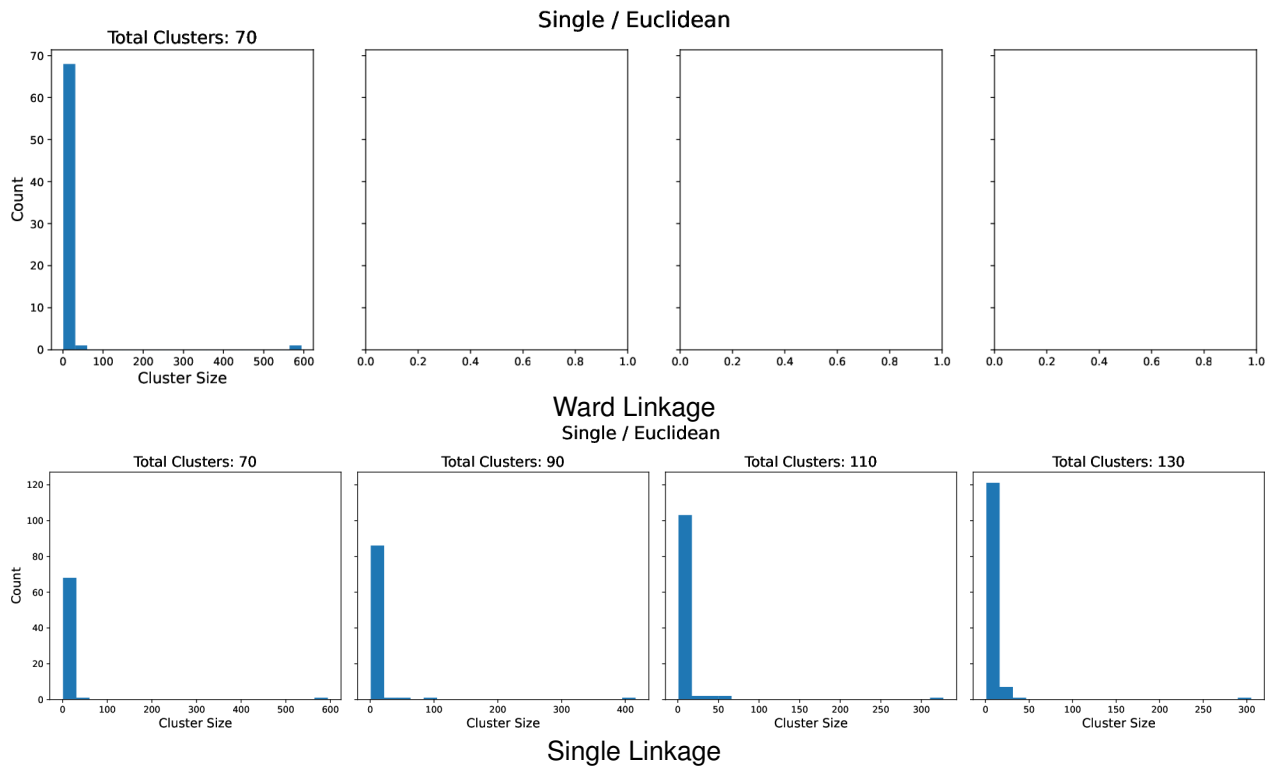 Single / Euclidean
Total Clusters: 70
Count
70
60
50
40
30
20
10
0
0 100 200 300 400 500 600
Cluster Size
0.0 0.2 0.4 0.6 0.8 1.0
0.0 0.2 0.4 0.6 0.8 1.0
0.0 0.2 0.4 0.6 0.8 1.0
Ward Linkage
Single / Euclidean
Total Clusters: 70
Count
120
100
80
60
40
20
0
0 100 200 300 400 500 600
Cluster Size
Total Clusters: 90
0 100 200 300 400
Cluster Size
Total Clusters: 110
0 50 100 150 200 250 300
Cluster Size
Total Clusters: 130
0 50 100 150 200 250 300
Cluster Size
Single Linkage